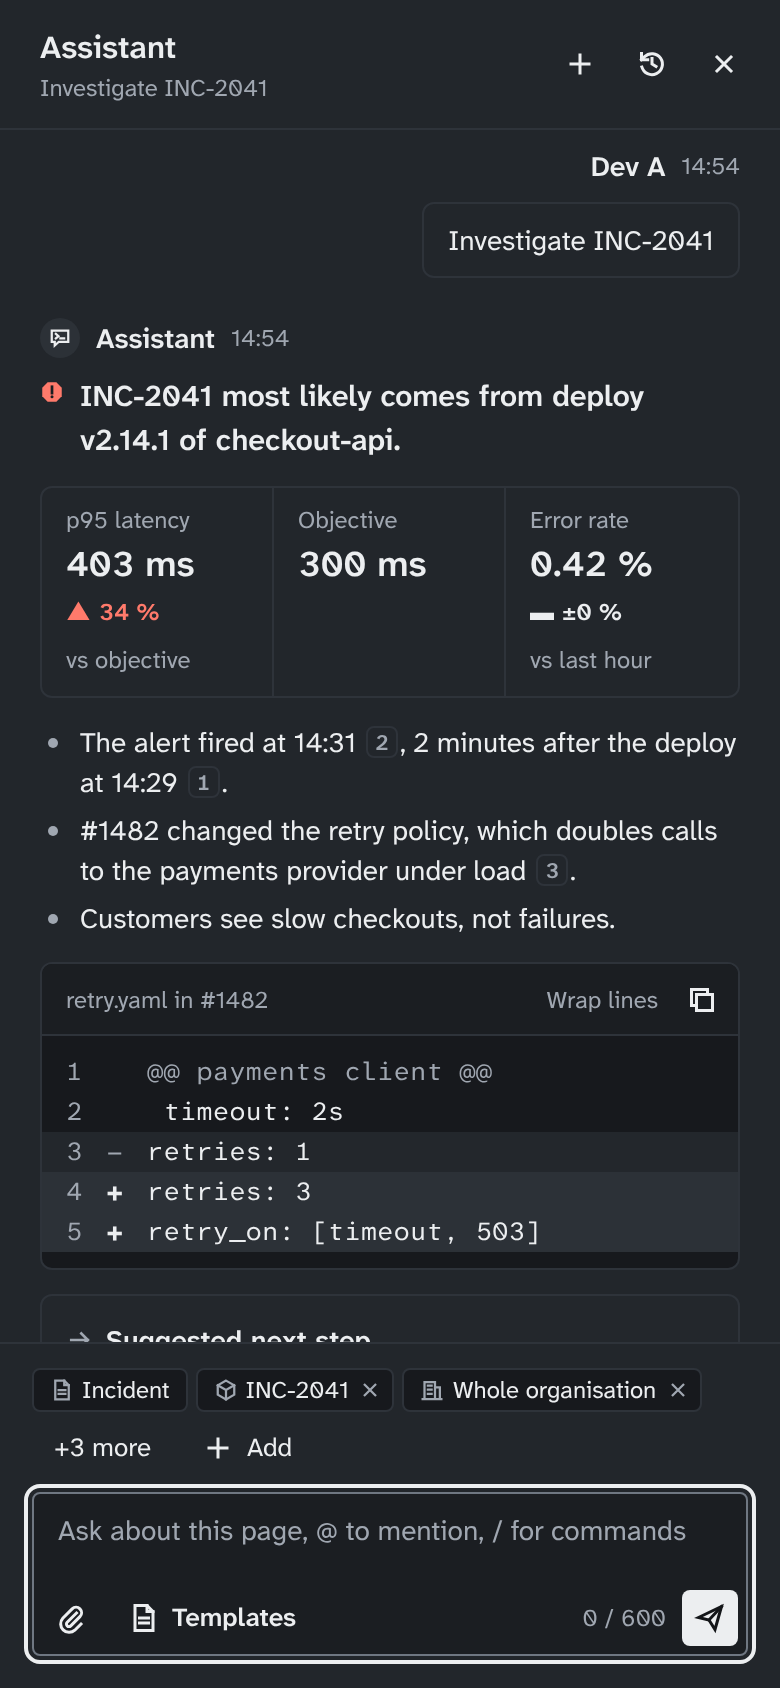 Assistant
Investigate INC-2041
Dev A 14:54
Investigate INC-2041
Assistant 14:54
INC-2041 most likely comes from deploy
v2.14.1 of checkout-api.
p95 latency
403 ms
34 %
vs objective
Objective
300 ms
Error rate
0.42 %
±0 %
vs last hour
The alert fired at 14:31 2, 2 minutes after the deploy
at 14:29 1.
#1482 changed the retry policy, which doubles calls
to the payments provider under load 3.
Customers see slow checkouts, not failures.
retry.yaml in #1482 Wrap lines
1 @@ payments client @@
2 timeout: 2s
3 − retries: 1
4 + retries: 3
5 + retry_on: [timeout, 503]
→ Suggested next step
Incident INC-2041 × Whole organisation ×
+3 more + Add
Ask about this page, @ to mention, / for commands
Templates 0 / 600